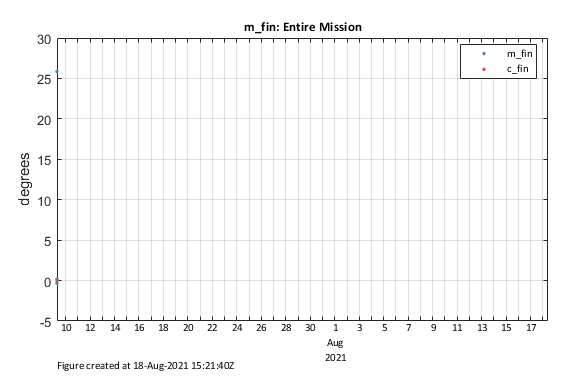 m_fin: Entire Mission
30
25
20
15
10
5
0
-5
degrees
m_fin
c_fin
10 12 14 16 18 20 22 24 26 28 30 1 3 5 7 9 11 13 15 17
Aug
2021
Figure created at 18-Aug-2021 15:21:40Z